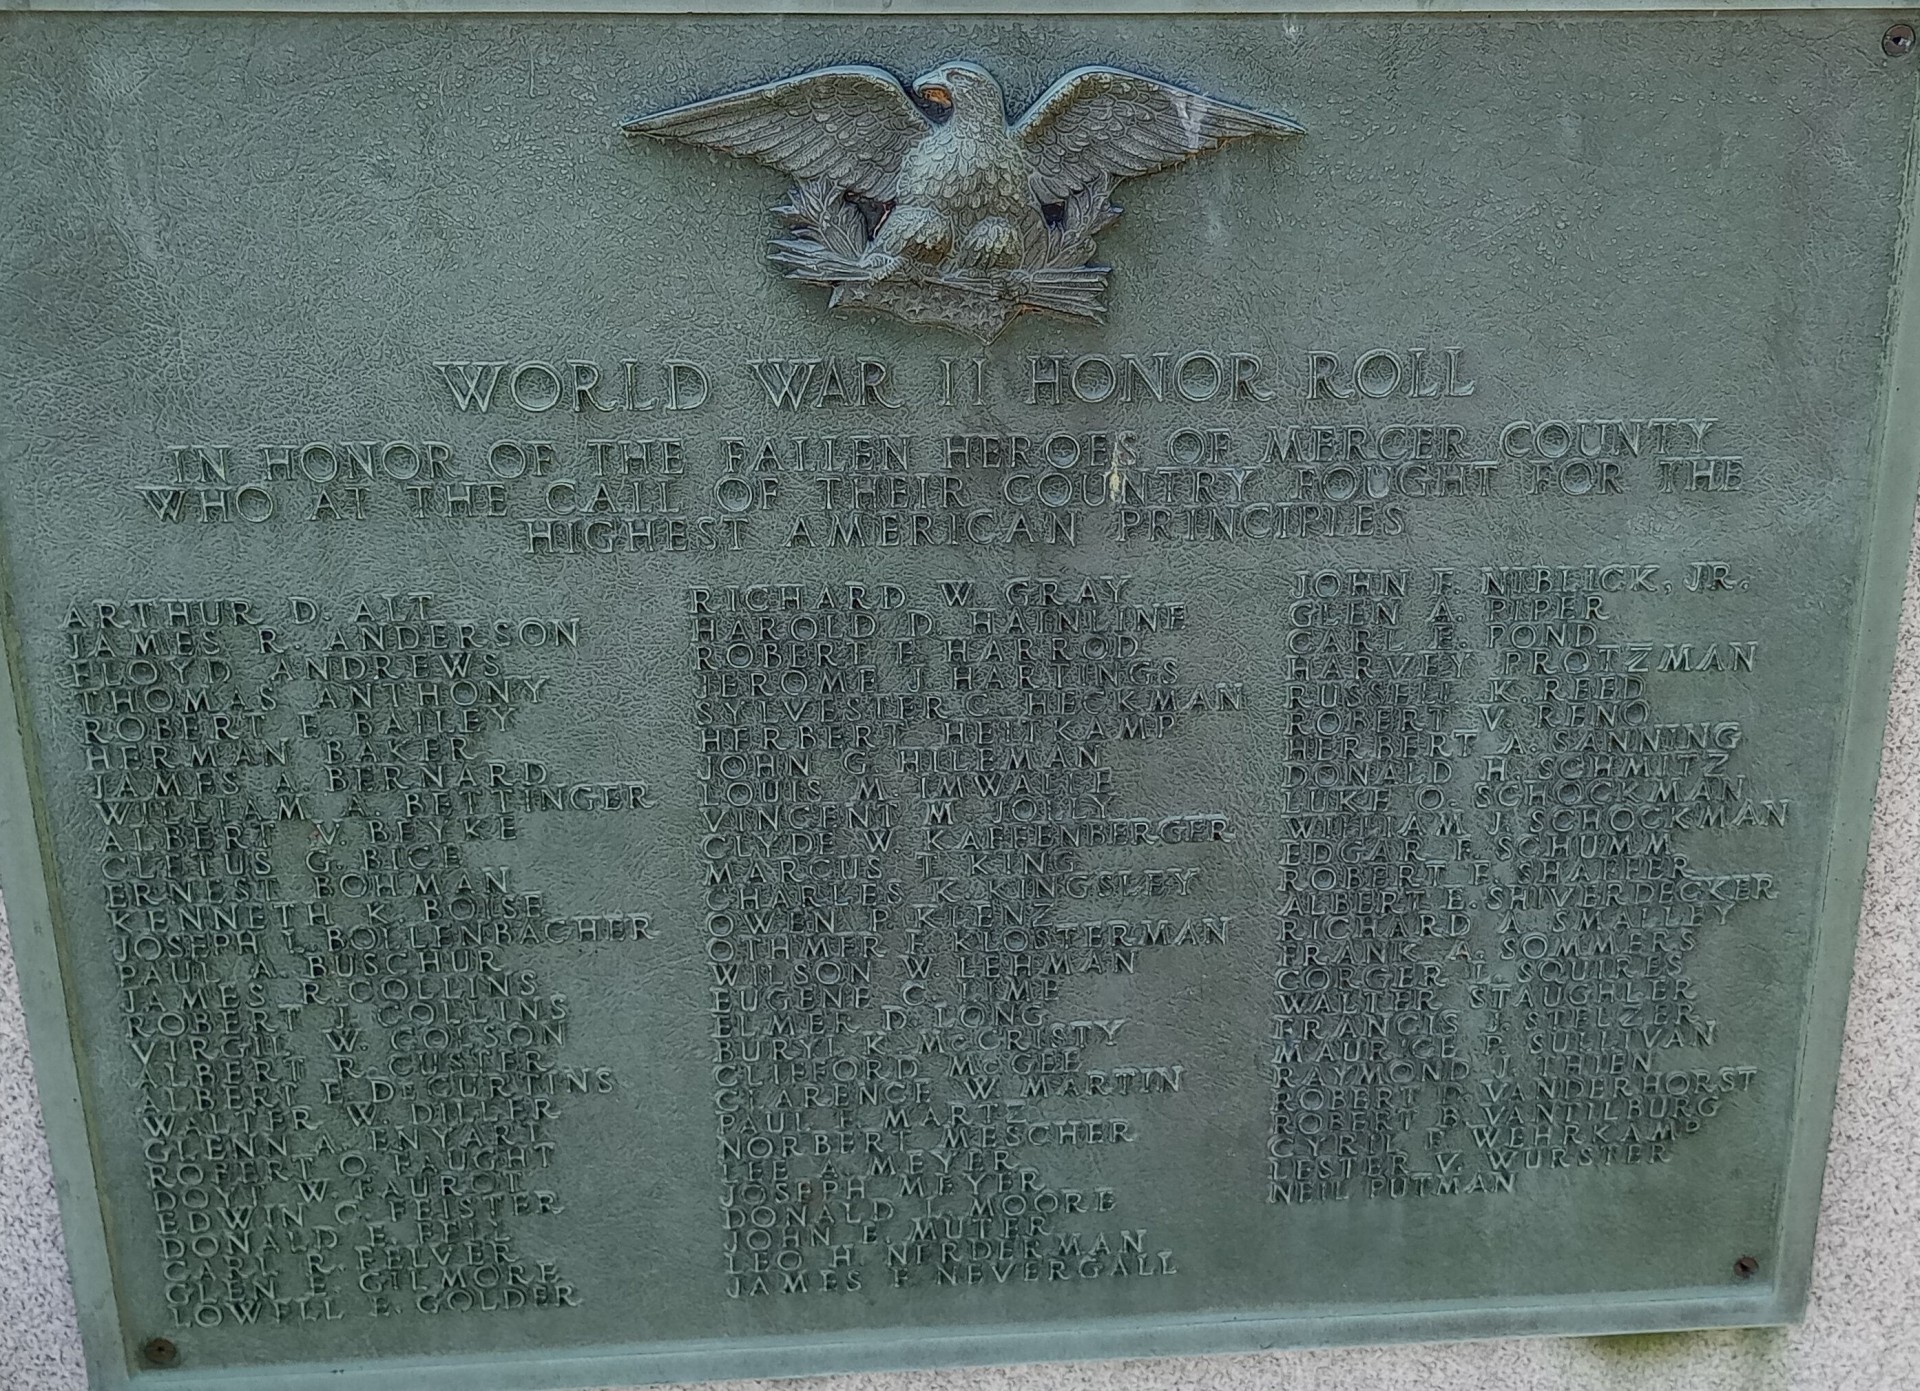 WORLD WAR II HONOR ROLL
IN HONOR OF THE FALLEN HEROES OF MERCER COUNTY
WHO AT THE CALL OF THEIR COUNTRY FOUGHT FOR THE
HIGHEST AMERICAN PRINCIPLES
ARTHUR D. ALT
JAMES R. ANDERSON
FLOYD ANDREWS
THOMAS ANTHONY
ROBERT E. BAILEY
HERMAN BAKER
JAMES A. BERNARD
WILLIAM A. BETTINGER
ALBERT V. BEYKE
CLETUS G. BICE
ERNEST BOHMAN
KENNETH K. BOISE
JOSEPH L. BOLLENBACHER
PAUL A. BUSCHUR
JAMES R. COLLINS
ROBERT J. COLLINS
VIRGIL W. COLSON
ALBERT R. CUSTER
ALBERT E. DECURTINS
WALTER W. DILLER
GLENN A. ENYART
ROBERT O. FAUGHT
DOYT W. FAUROT
EDWIN C. FEISTER
DONALD E. FELL
CARL R. FELVER
GLEN E. GILMORE
LOWELL E. GOLDER
RICHARD W. GRAY
HAROLD D. HAINLINE
ROBERT F. HARROD
JEROME J. HARTINGS
SYLVESTER C. HECKMAN
HERBERT HEITKAMP
JOHN G. HILEMAN
LOUIS M. IMWALLE
VINCENT M. JOLLY
CLYDE W. KAFFENBERGER
MARCUS T. KING
CHARLES K. KINGSLEY
OWEN P. KLENZ
OTHMER F. KLOSTERMAN
WILSON W. LEHMAN
EUGENE C. LIME
ELMER D. LONG
BURYL K. MCCRISTY
CLIFFORD MCGEE
CLARENCE W. MARTIN
PAUL F. MARTZ
NORBERT MESCHER
LEE A. MEYER
JOSEPH MEYER
DONALD L. MOORE
JOHN E. MUTER
LEO H. NIRDERMAN
JAMES F. NEVERGALL
JOHN F. NIBLICK, JR.
GLEN A. PIPER
CARL E. POND
HARVEY PROTZMAN
RUSSELL K. REED
ROBERT V. RENO
HERBERT A. SANNING
DONALD H. SCHMITZ
LUKE O. SCHOCKMAN
WILLIAM J. SCHOCKMAN
EDGAR F. SCHUMM
ROBERT E. SHAFFER
ALBERT E. SHIVERDECKER
RICHARD A. SMALLEY
FRANK A. SOMMERS
CORGER L. SQUIRES
WALTER STAUGHLER
FRANCIS J. STELZER
MAURICE P. SULLIVAN
RAYMOND J. THIEN
ROBERT D. VANDERHORST
ROBERT B. VANTILBURG
CYRIL F. WEHRKAMP
LESTER V. WURSTER
NEIL PUTMAN